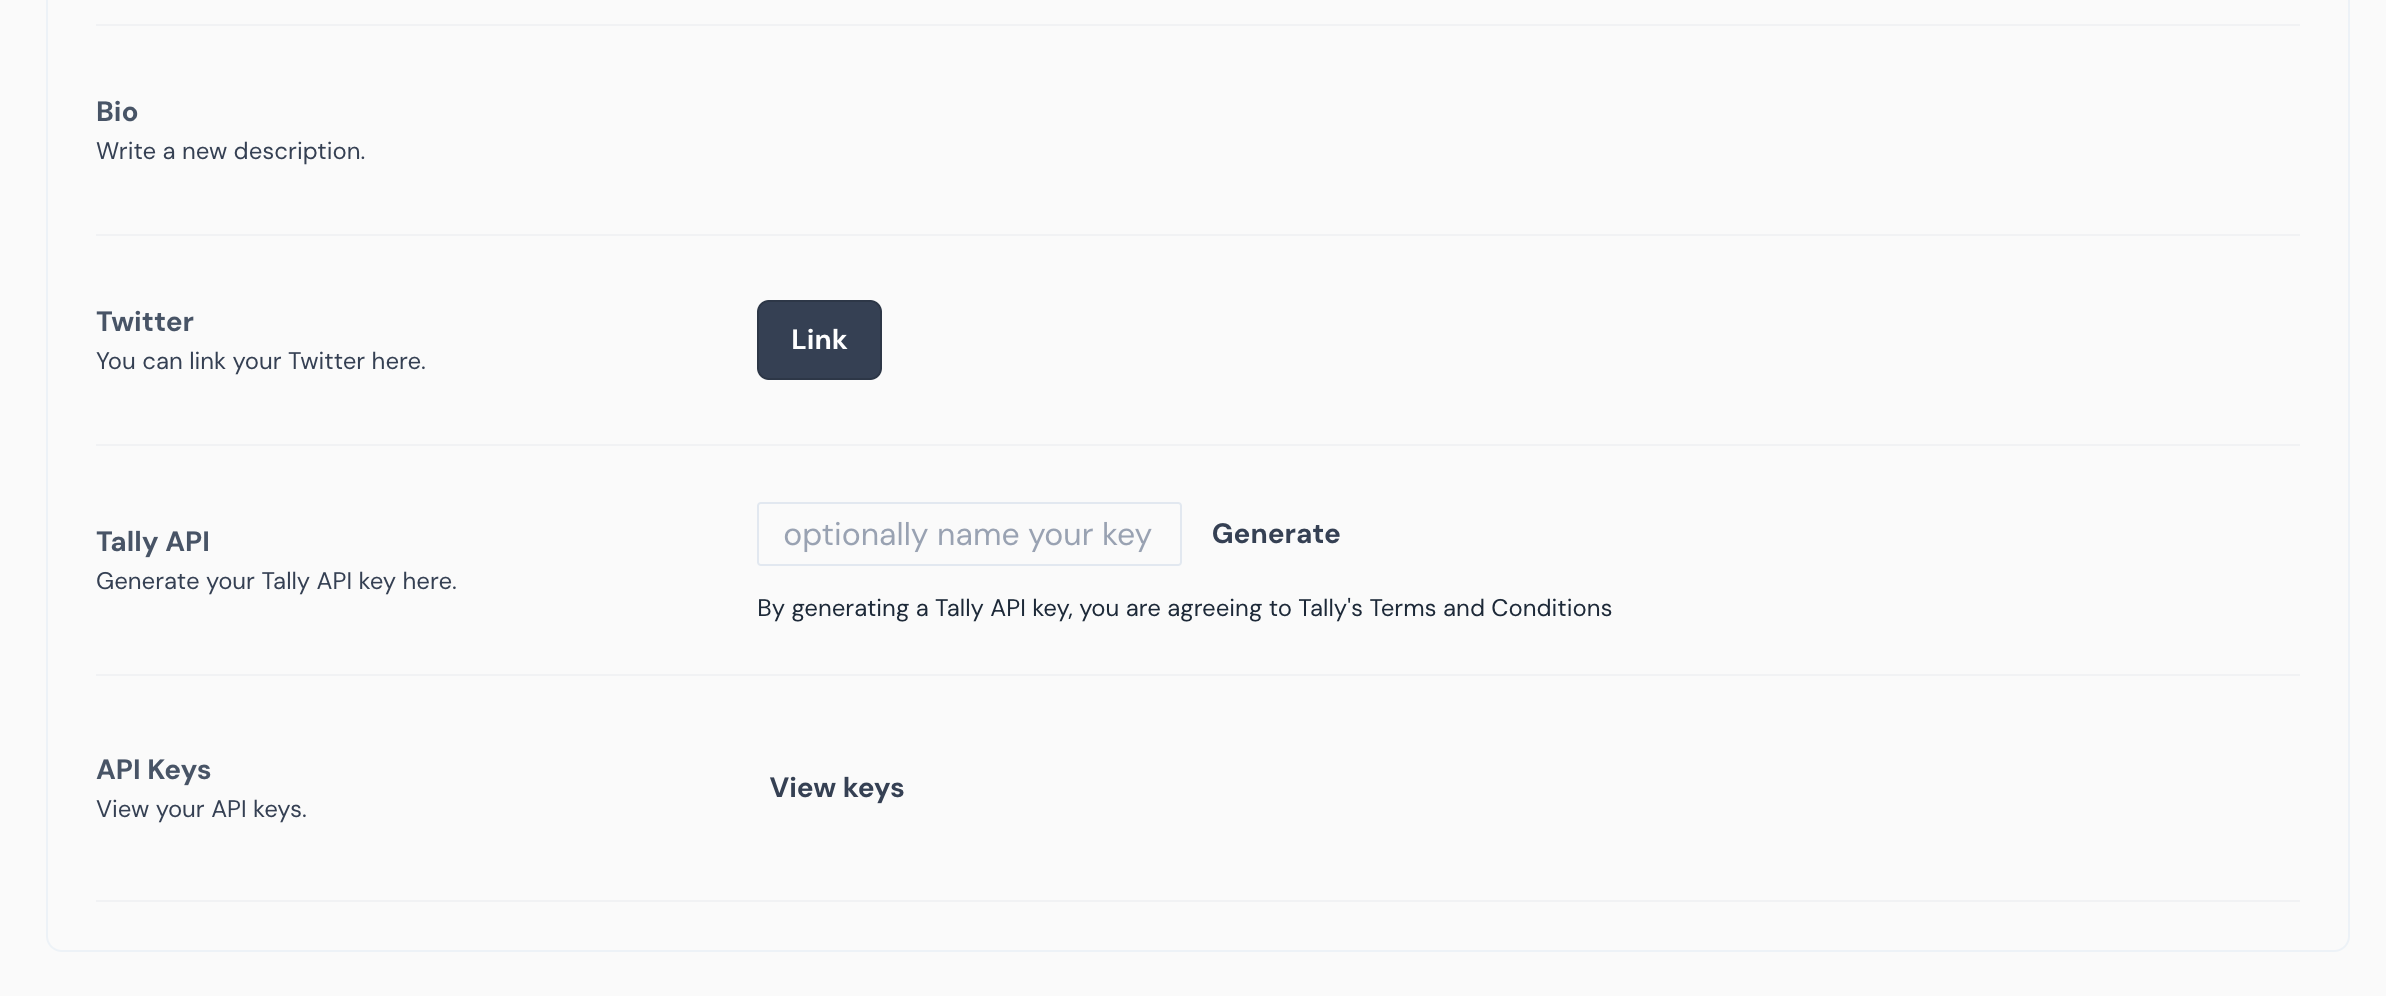 Bio
Write a new description.
Twitter
You can link your Twitter here.
Link
Tally API
Generate your Tally API key here.
optionally name your key
Generate
By generating a Tally API key, you are agreeing to Tally's Terms and Conditions
API Keys
View your API keys.
View keys